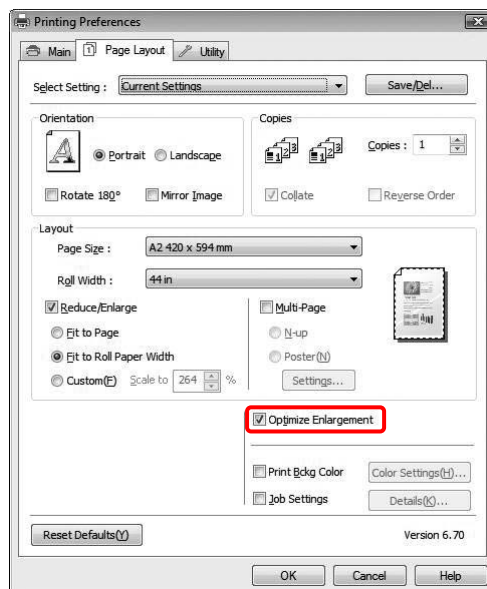 Printing Preferences
Main Page Layout Utility
Select Setting : Current Settings Save/Del...
Orientation
Portrait Landscape
Rotate 180° Mirror Image
Copies
Copies : 1
Collate Reverse Order
Layout
Page Size : A2 420 x 594 mm
Roll Width : 44 in
Reduce/Enlarge
Fit to Page
Fit to Roll Paper Width
Custom(F) Scale to 264 %
Multi-Page
N-up
Poster(N)
Settings...
Optimize Enlargement
Print Bckg Color Color Settings(H)...
Job Settings Details(K)...
Reset Defaults(Y) Version 6.70
OK Cancel Help